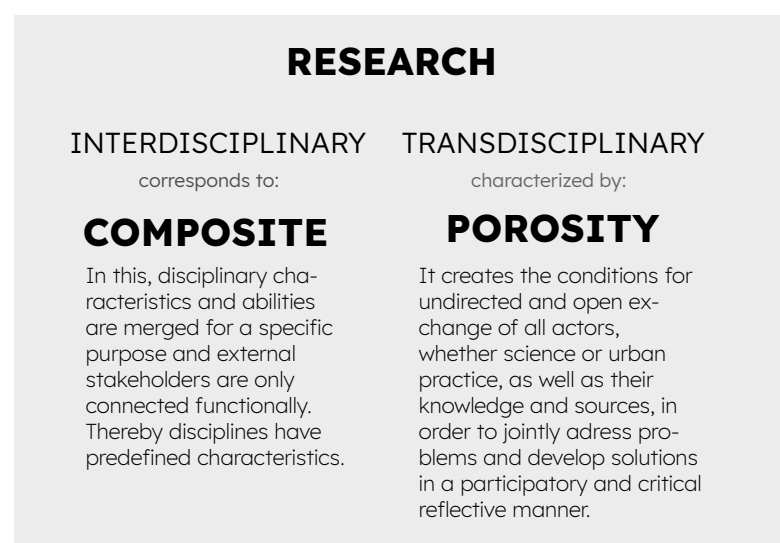 RESEARCH
INTERDISCIPLINARY
corresponds to:
COMPOSITE
In this, disciplinary cha-
racteristics and abilities
are merged for a specific
purpose and external
stakeholders are only
connected functionally.
Thereby disciplines have
predefined characteristics.
TRANSDISCIPLINARY
characterized by:
POROSITY
It creates the conditions for
undirected and open ex-
change of all actors,
whether science or urban
practice, as well as their
knowledge and sources, in
order to jointly adress pro-
blems and develop solutions
in a participatory and critical
reflective manner.